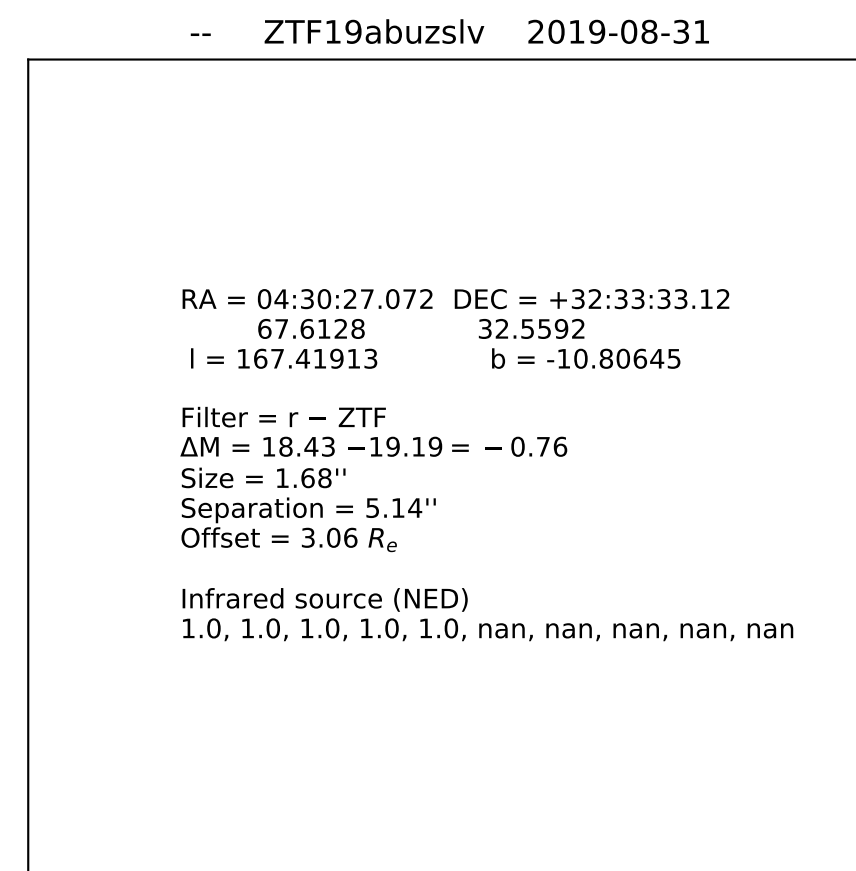 -- ZTF19abuzslv 2019-08-31
RA = 04:30:27.072 DEC = +32:33:33.12
67.6128 32.5592
l = 167.41913 b = -10.80645
Filter = r − ZTF
ΔM = 18.43 −19.19 = − 0.76
Size = 1.68''
Separation = 5.14''
Offset = 3.06 Rₑ
Infrared source (NED)
1.0, 1.0, 1.0, 1.0, 1.0, nan, nan, nan, nan, nan